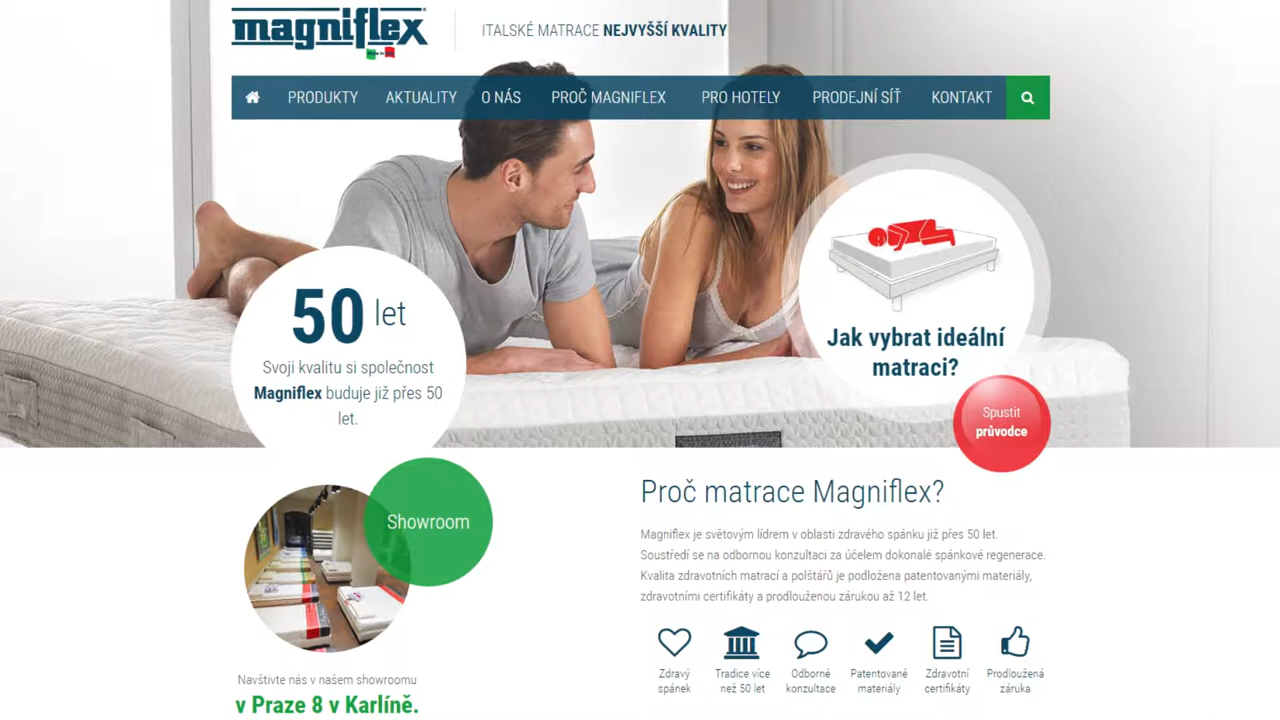 magniflex
ITALSKÉ MATRACE NEJVYŠŠÍ KVALITY
PRODUKTY AKTUALITY O NÁS PROČ MAGNIFLEX PRO HOTELY PRODEJNÍ SÍŤ KONTAKT
50 let
Svoji kvalitu si společnost
Magniflex buduje již přes 50
let.
Jak vybrat ideální
matraci?
Spustit
průvodce
Showroom
Navštivte nás v našem showroomu
v Praze 8 v Karlíně.
Proč matrace Magniflex?
Magniflex je světovým lídrem v oblasti zdravého spánku již přes 50 let.
Soustředí se na odbornou konzultaci za účelem dokonalé spánkové regenerace.
Kvalita zdravotních matrací a polštářů je podložena patentovanými materiály,
zdravotními certifikáty a prodlouženou zárukou až 12 let.
Zdravý
spánek
Tradice více
než 50 let
Odborné
konzultace
Patentované
materiály
Zdravotní
certifikáty
Prodloužená
záruka